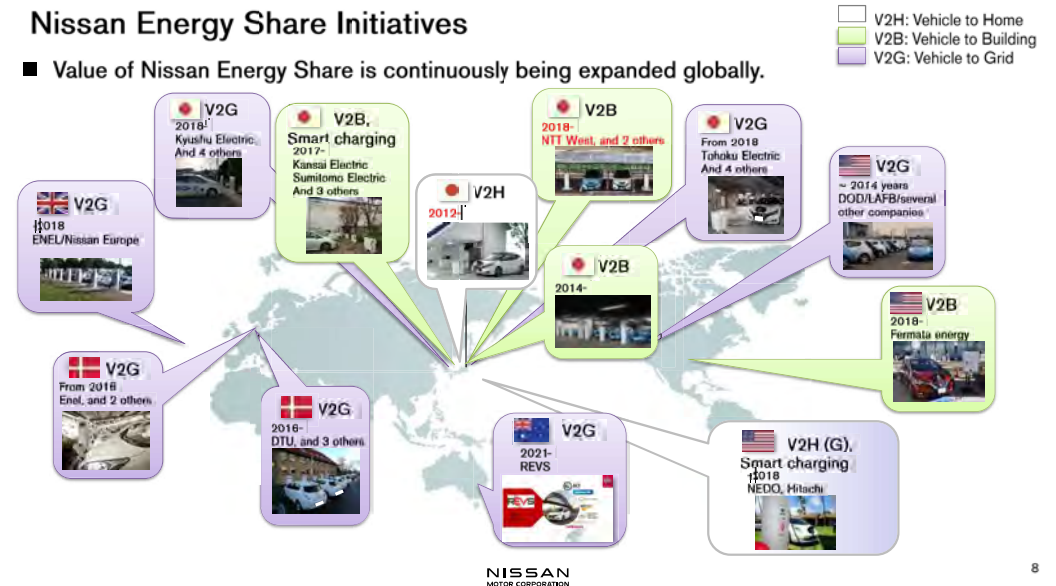 Nissan Energy Share Initiatives
V2H: Vehicle to Home
V2B: Vehicle to Building
V2G: Vehicle to Grid
■ Value of Nissan Energy Share is continuously being expanded globally.
V2G
2018-
Kyushu Electric,
And 4 others
V2B,
Smart charging
2017-
Kansai Electric
Sumitomo Electric
And 3 others
V2B
2018-
NTT West, and 2 others
V2G
From 2018
Tohoku Electric
And 4 others
V2G
~ 2014 years
DOD/LAFB/several
other companies
V2G
2018
ENEL/Nissan Europe
V2H
2012-
V2B
2014-
V2B
2018-
Fermata energy
V2G
From 2016
Enel, and 2 others
V2G
2016-
DTU, and 3 others
V2G
2021-
REVS
REVS
V2H (G),
Smart charging
2018
NEDO, Hitachi
NISSAN
MOTOR CORPORATION
8